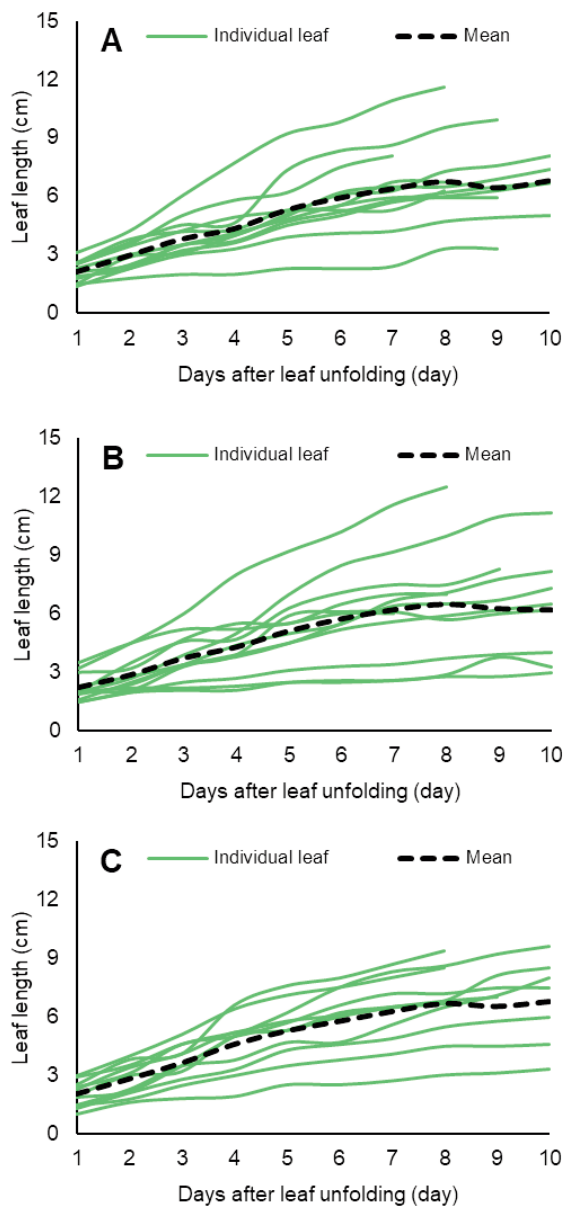 A Individual leaf Mean
15
12
9
6
3
0
Leaf length (cm)
1 2 3 4 5 6 7 8 9 10
Days after leaf unfolding (day)
B Individual leaf Mean
15
12
9
6
3
0
Leaf length (cm)
1 2 3 4 5 6 7 8 9 10
Days after leaf unfolding (day)
C Individual leaf Mean
15
12
9
6
3
0
Leaf length (cm)
1 2 3 4 5 6 7 8 9 10
Days after leaf unfolding (day)